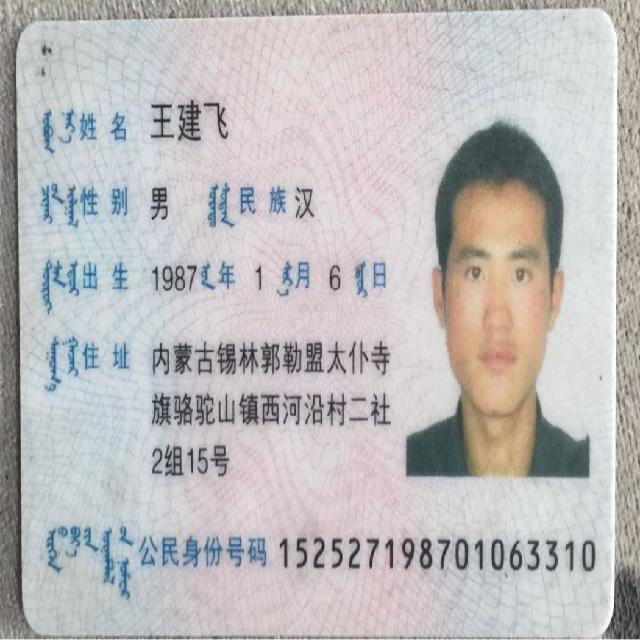 姓名 王建飞
性别 男 民族 汉
出生 1987年 1月 6日
住址 内蒙古锡林郭勒盟太仆寺
旗骆驼山镇西河沿村二社
2组15号
公民身份号码 152527198701063310